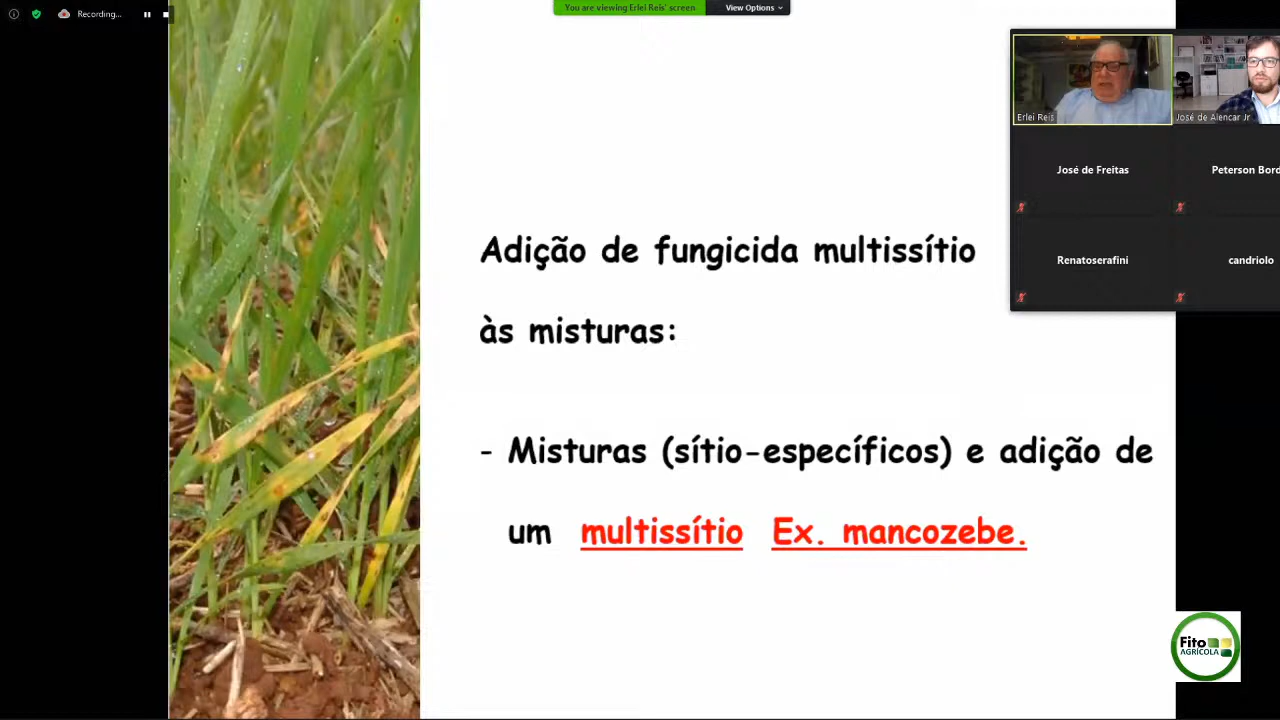 Recording...
You are viewing Erlei Reis' screen
View Options
Erlei Reis
José de Alencar Jr
José de Freitas
Peterson Bord
Renatoserafini
candriolo
Adição de fungicida multissítio
às misturas:
- Misturas (sítio-específicos) e adição de
um multissítio Ex. mancozebe.
Fito
AGRÍCOLA